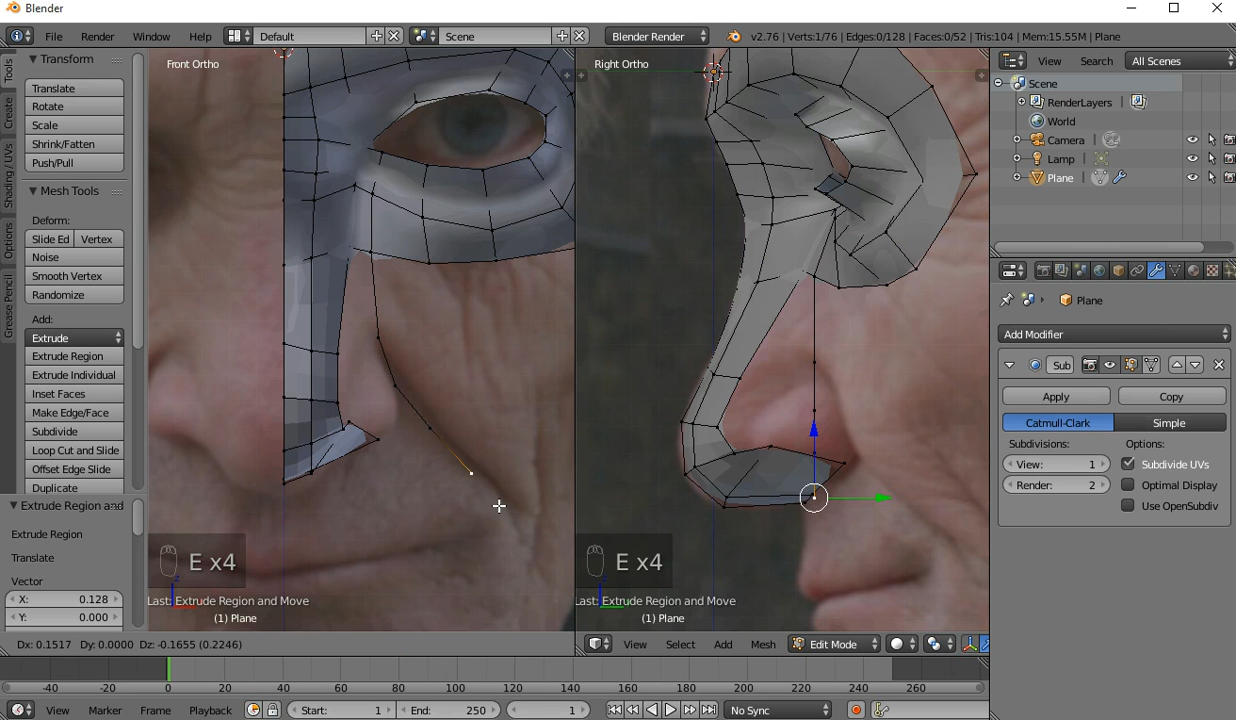 Blender
File Render Window Help Default Scene Blender Render v2.76 | Verts:1/76 | Edges:0/128 | Faces:0/52 | Tris:104 | Mem:15.55M | Plane
Tools
Create
Shading / UVs
Options
Grease Pencil
Transform
Translate
Rotate
Scale
Shrink/Fatten
Push/Pull
Mesh Tools
Deform:
Slide Ed Vertex
Noise
Smooth Vertex
Randomize
Add:
Extrude
Extrude Region
Extrude Individual
Inset Faces
Make Edge/Face
Subdivide
Loop Cut and Slide
Offset Edge Slide
Duplicate
Extrude Region and
Extrude Region
Translate
Vector
X: 0.128
Y: 0.000
Front Ortho
E x4
z
Last: Extrude Region and Move
(1) Plane
Dx: 0.1517 Dy: 0.0000 Dz: -0.1655 (0.2246)
Right Ortho
E x4
z
Last: Extrude Region and Move
(1) Plane
View Select Add Mesh Edit Mode
View Search All Scenes
Scene
RenderLayers
World
Camera
Lamp
Plane
Plane
Add Modifier
Sub
Apply Copy
Catmull-Clark Simple
Subdivisions: Options:
View: 1 Subdivide UVs
Render: 2 Optimal Display
Use OpenSubdiv
-40 -20 0 20 40 60 80 100 120 140 160 180 200 220 240 260
View Marker Frame Playback Start: 1 End: 250 1 No Sync